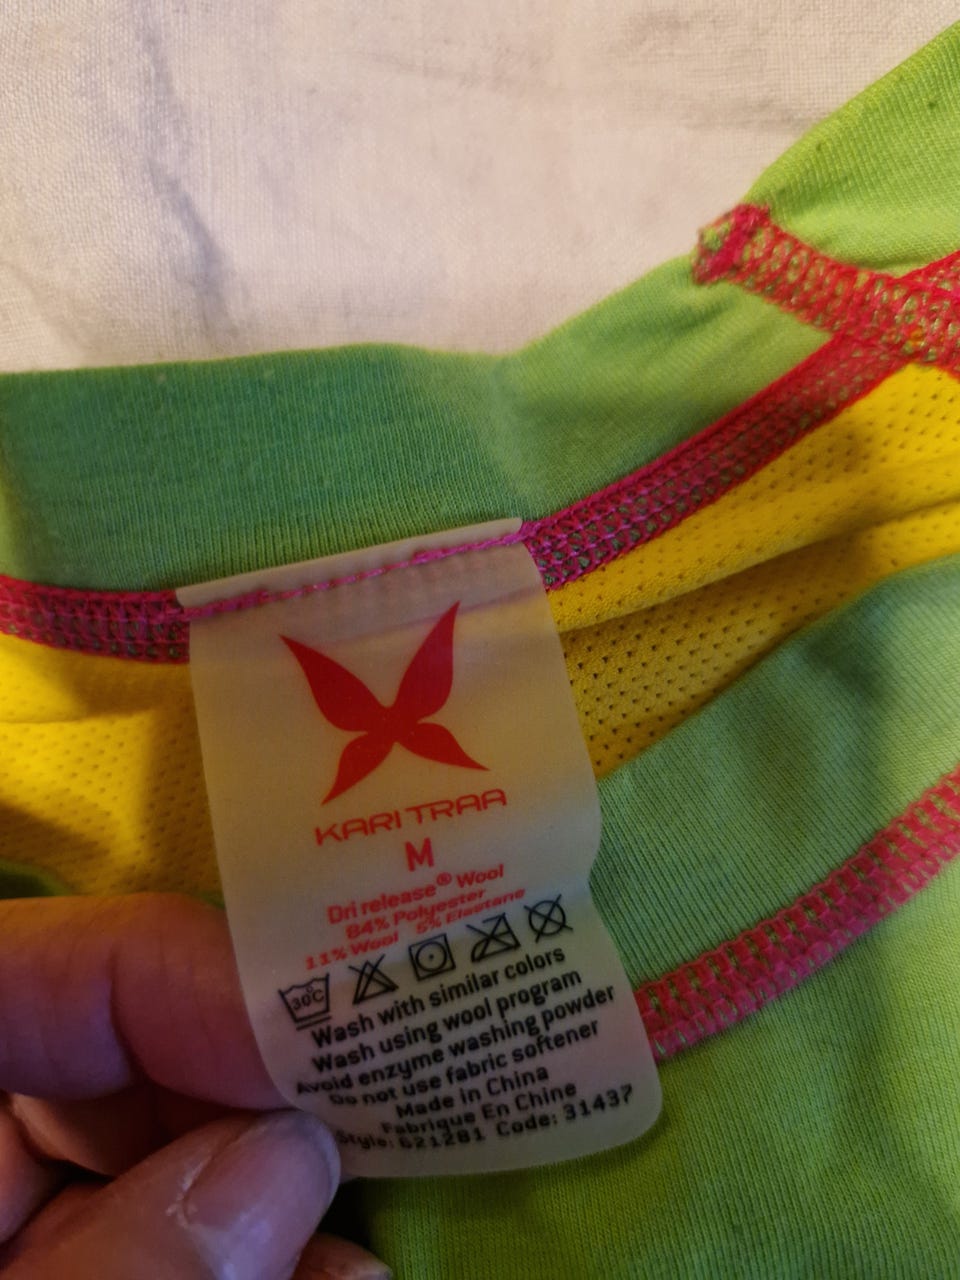 KARI TRAA
M
Dri release® Wool
84% Polyester
11% Wool 5% Elastane
30°C
Wash with similar colors
Wash using wool program
Avoid enzyme washing powder
Do not use fabric softener
Made in China
Fabrique En Chine
Style: 621281 Code: 31437